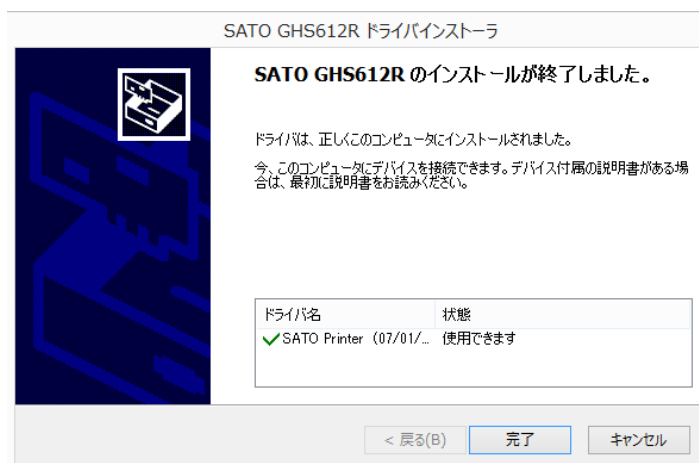 SATO GHS612R ドライバインストーラ
SATO GHS612R のインストールが終了しました。
ドライバは、正しくこのコンピュータにインストールされました。
今、このコンピュータにデバイスを接続できます。デバイス付属の説明書がある場
合は、最初に説明書をお読みください。
ドライバ名 状態
SATO Printer (07/01/... 使用できます
< 戻る(B) 完了 キャンセル